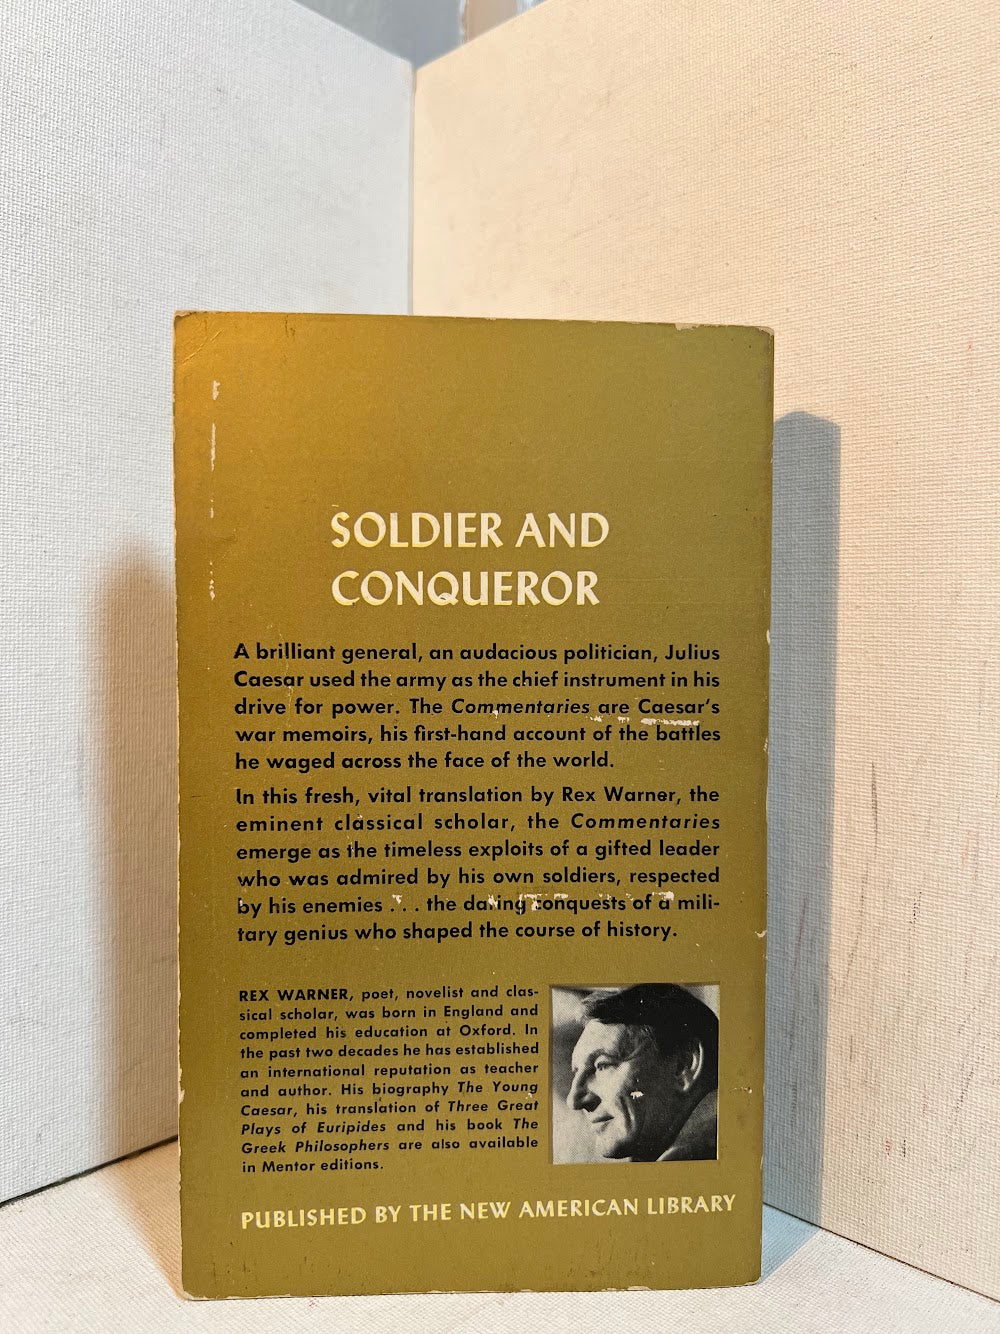 SOLDIER AND
CONQUEROR
A brilliant general, an audacious politician, Julius
Caesar used the army as the chief instrument in his
drive for power. The Commentaries are Caesar's
war memoirs, his first-hand account of the battles
he waged across the face of the world.
In this fresh, vital translation by Rex Warner, the
eminent classical scholar, the Commentaries
emerge as the timeless exploits of a gifted leader
who was admired by his own soldiers, respected
by his enemies . . . the daring conquests of a mili-
tary genius who shaped the course of history.
REX WARNER, poet, novelist and clas-
sical scholar, was born in England and
completed his education at Oxford. In
the past two decades he has established
an international reputation as teacher
and author. His biography The Young
Caesar, his translation of Three Great
Plays of Euripides and his book The
Greek Philosophers are also available
in Mentor editions.
PUBLISHED BY THE NEW AMERICAN LIBRARY